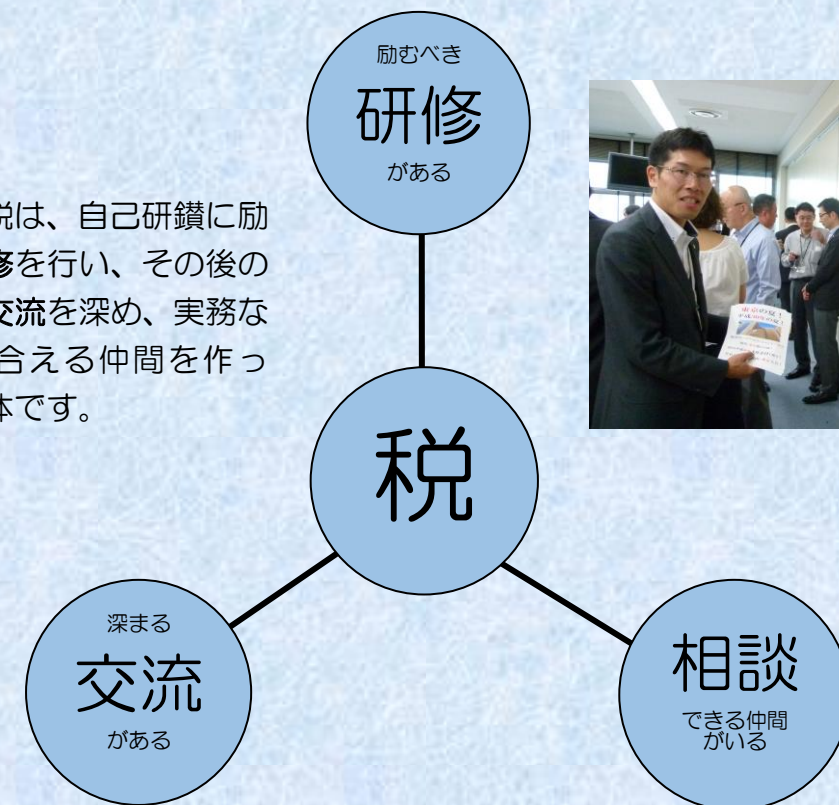 励むべき
研修
がある
税は、自己研鑚に励
修を行い、その後の
交流を深め、実務な
合える仲間を作っ
体です。
税
深まる
交流
がある
相談
できる仲間
がいる